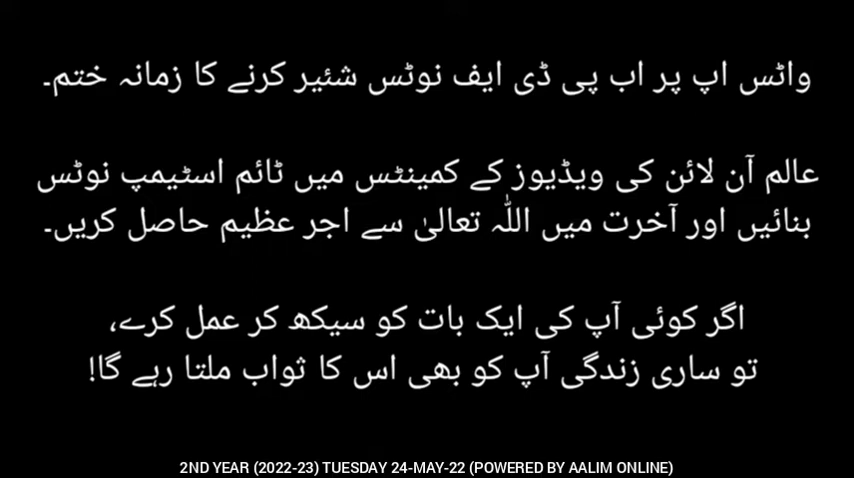 واٹس اپ پر اب پی ڈی ایف نوٹس شئیر کرنے کا زمانہ ختم۔
عالم آن لائن کی ویڈیوز کے کمینٹس میں ٹائم اسٹیمپ نوٹس
بنائیں اور آخرت میں اللہ تعالیٰ سے اجر عظیم حاصل کریں۔
اگر کوئی آپ کی ایک بات کو سیکھ کر عمل کرے،
تو ساری زندگی آپ کو بھی اس کا ثواب ملتا رہے گا!
2ND YEAR (2022-23) TUESDAY 24-MAY-22 (POWERED BY AALIM ONLINE)